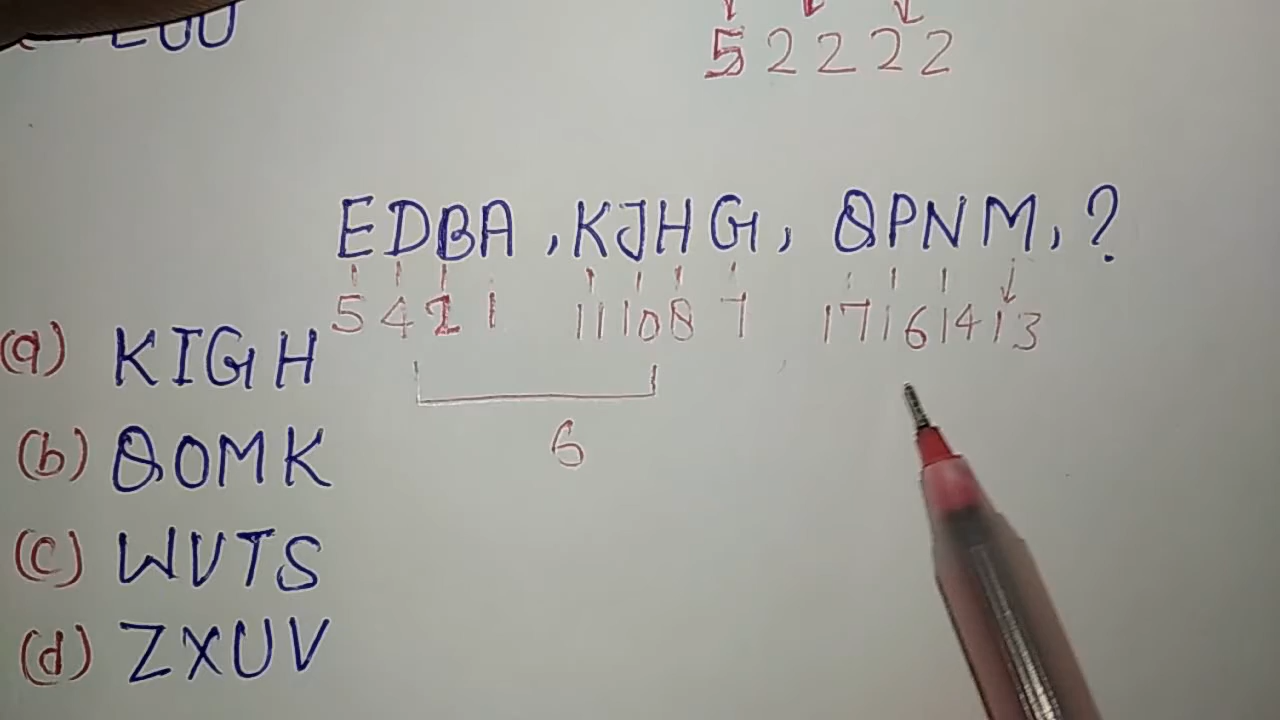 52222
EDBA, KJHG, QPNM, ?
5 4 2 1 11 10 8 7 17 16 14 13
6
(a) KIGH
(b) QOMK
(c) WVTS
(d) ZXUV